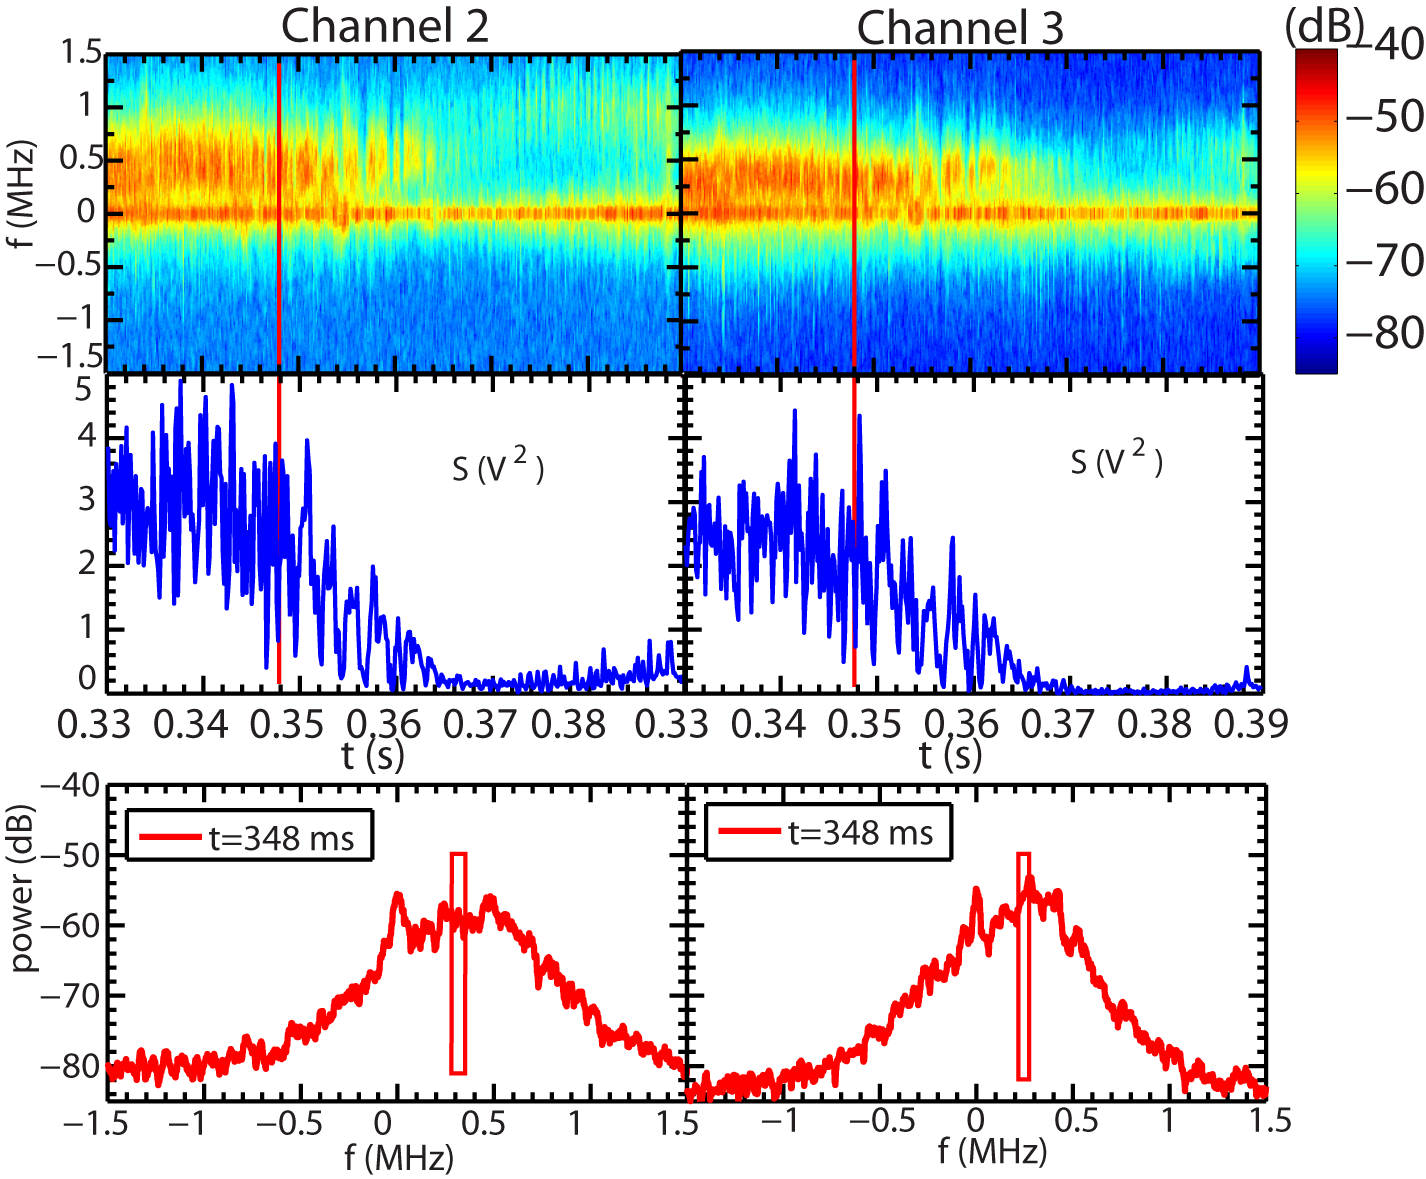 Channel 2 Channel 3 (dB)
1.5 −40
1 −50
0.5 −60
0 −70
−0.5 −80
−1
−1.5
f (MHz)
5
4
3
2
1
0
S (V 2 ) S (V 2 )
0.33 0.34 0.35 0.36 0.37 0.38 0.33 0.34 0.35 0.36 0.37 0.38 0.39
t (s) t (s)
−40
−50
−60
−70
−80
power (dB)
t=348 ms t=348 ms
−1.5 −1 −0.5 0 0.5 1 1.5 −1 −0.5 0 0.5 1 1.5
f (MHz) f (MHz)